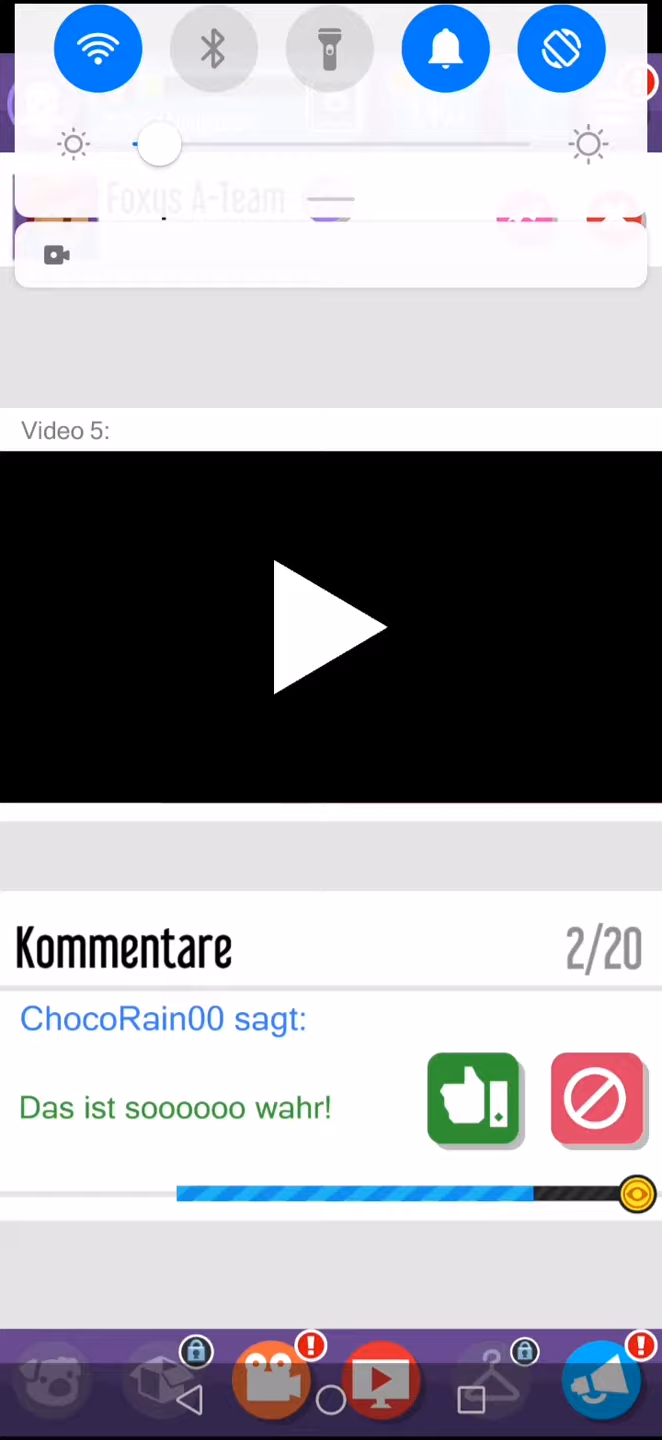 Foxus A-Team
Video 5:
Kommentare
2/20
ChocoRain00 sagt:
Das ist soooooo wahr!